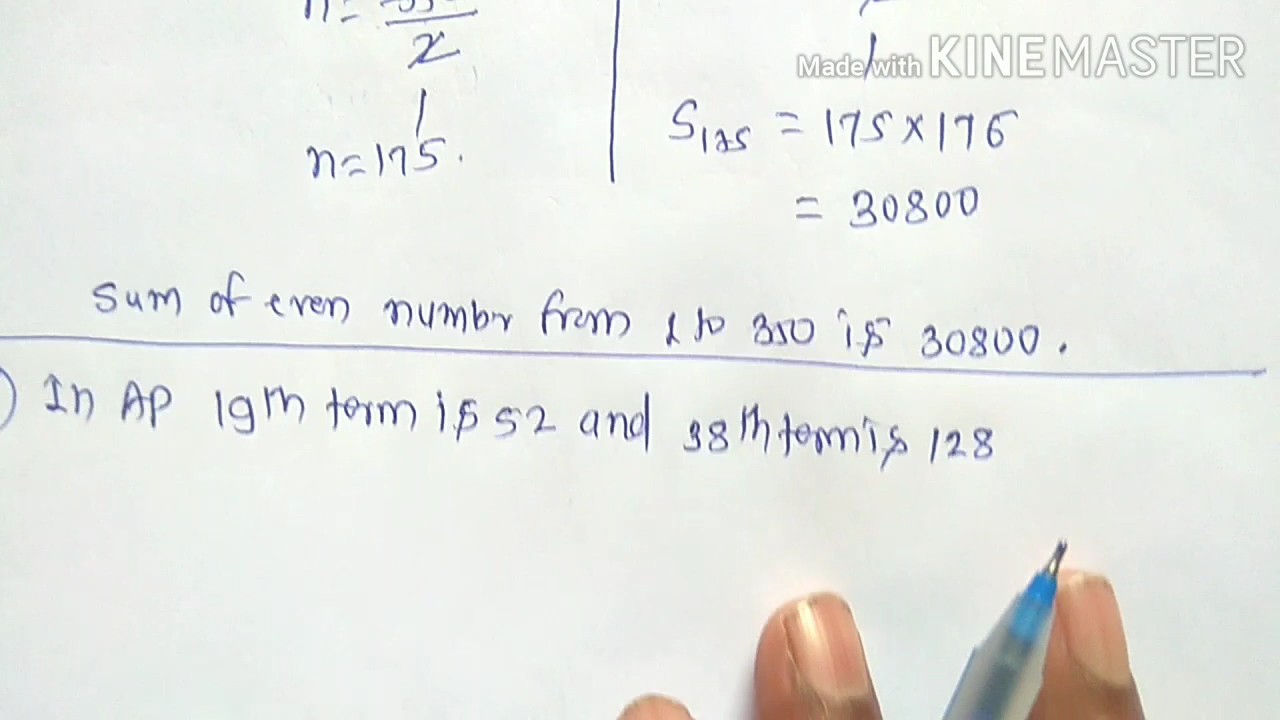 n=
2
n=175.
Made with KINEMASTER
S175 = 175×176
= 30800
sum of even number from 1 to 350 is 30800.
) In AP 19th term is 52 and 38th term is 128